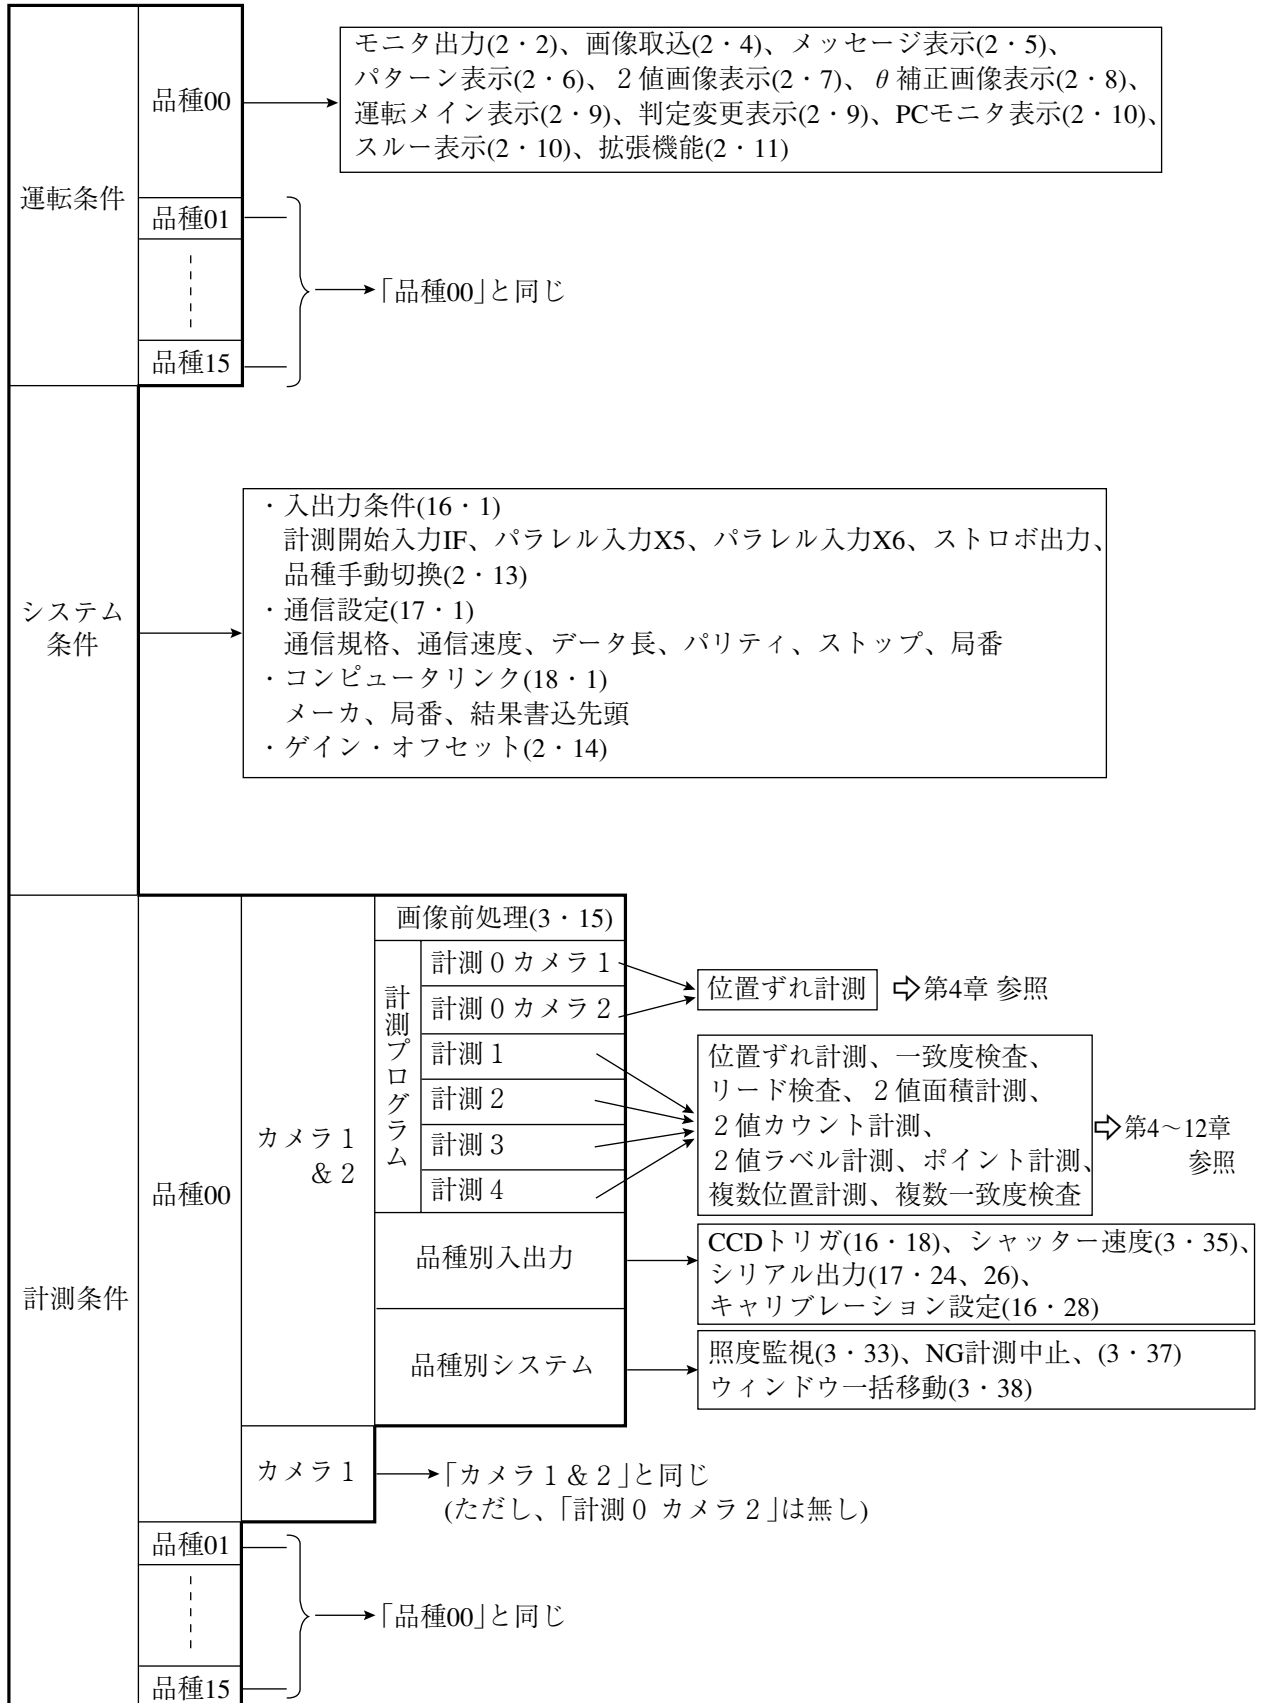 運転条件
品種00
モニタ出力(2・2)、画像取込(2・4)、メッセージ表示(2・5)、
パターン表示(2・6)、２値画像表示(2・7)、θ補正画像表示(2・8)、
運転メイン表示(2・9)、判定変更表示(2・9)、PCモニタ表示(2・10)、
スルー表示(2・10)、拡張機能(2・11)
品種01
品種15
「品種00」と同じ
システム
条件
・入出力条件(16・1)
計測開始入力IF、パラレル入力X5、パラレル入力X6、ストロボ出力、
品種手動切換(2・13)
・通信設定(17・1)
通信規格、通信速度、データ長、パリティ、ストップ、局番
・コンピュータリンク(18・1)
メーカ、局番、結果書込先頭
・ゲイン・オフセット(2・14)
計測条件
品種00
カメラ１
＆２
画像前処理(3・15)
計測プログラム
計測０カメラ１
計測０カメラ２
計測１
計測２
計測３
計測４
位置ずれ計測
⇨第4章 参照
位置ずれ計測、一致度検査、
リード検査、２値面積計測、
２値カウント計測、
２値ラベル計測、ポイント計測、
複数位置計測、複数一致度検査
⇨第4～12章
参照
品種別入出力
CCDトリガ(16・18)、シャッター速度(3・35)、
シリアル出力(17・24、26)、
キャリブレーション設定(16・28)
品種別システム
照度監視(3・33)、NG計測中止、(3・37)
ウィンドウ一括移動(3・38)
カメラ１
「カメラ１＆２」と同じ
(ただし、「計測０ カメラ２」は無し)
品種01
品種15
「品種00」と同じ